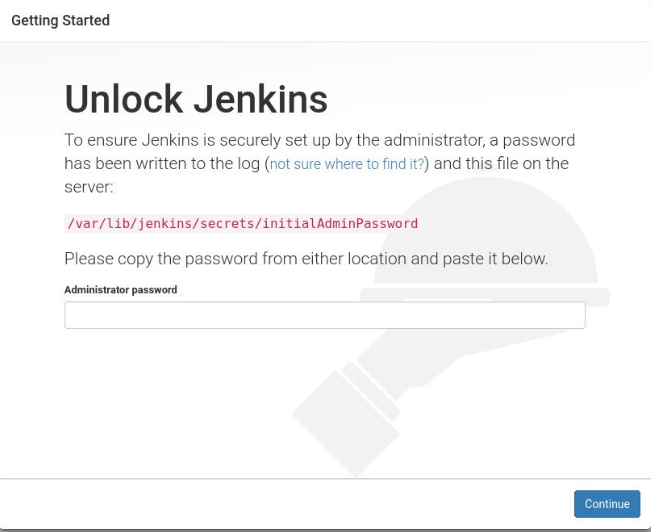 Getting Started
Unlock Jenkins
To ensure Jenkins is securely set up by the administrator, a password
has been written to the log (not sure where to find it?) and this file on the
server:
/var/lib/jenkins/secrets/initialAdminPassword
Please copy the password from either location and paste it below.
Administrator password
Continue